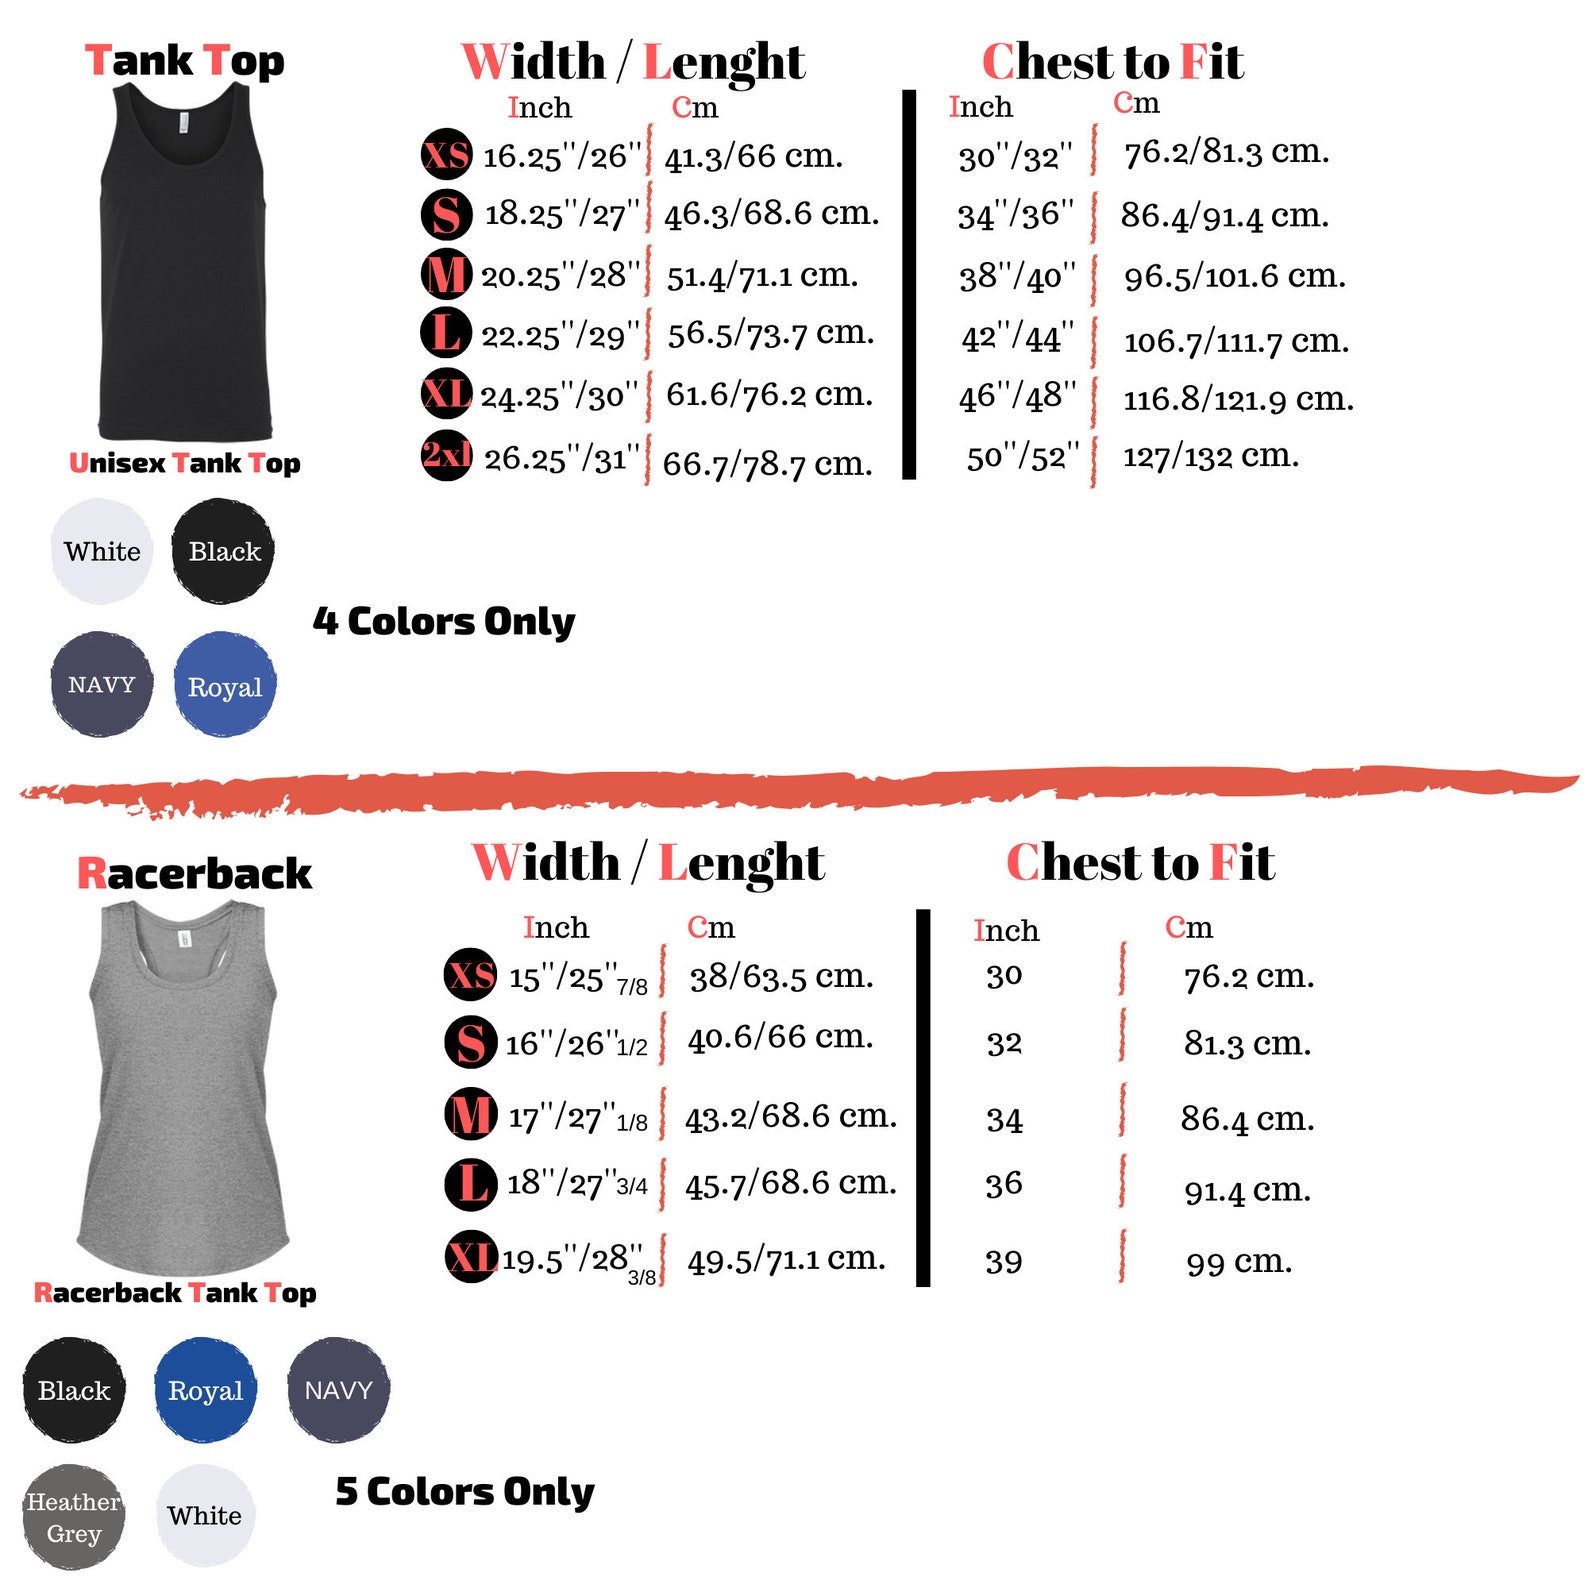 Tank Top
Width / Lenght
Chest to Fit
Inch Cm
Inch Cm
XS 16.25"/26" 41.3/66 cm. 30"/32" 76.2/81.3 cm.
S 18.25"/27" 46.3/68.6 cm. 34"/36" 86.4/91.4 cm.
M 20.25"/28" 51.4/71.1 cm. 38"/40" 96.5/101.6 cm.
L 22.25"/29" 56.5/73.7 cm. 42"/44" 106.7/111.7 cm.
XL 24.25"/30" 61.6/76.2 cm. 46"/48" 116.8/121.9 cm.
2xl 26.25"/31" 66.7/78.7 cm. 50"/52" 127/132 cm.
Unisex Tank Top
White Black
4 Colors Only
NAVY Royal
Racerback
Width / Lenght
Chest to Fit
Inch Cm
Inch Cm
XS 15"/25" 7/8 38/63.5 cm. 30 76.2 cm.
S 16"/26" 1/2 40.6/66 cm. 32 81.3 cm.
M 17"/27" 1/8 43.2/68.6 cm. 34 86.4 cm.
L 18"/27" 3/4 45.7/68.6 cm. 36 91.4 cm.
XL 19.5"/28" 3/8 49.5/71.1 cm. 39 99 cm.
Racerback Tank Top
Black Royal NAVY
5 Colors Only
Heather
Grey
White